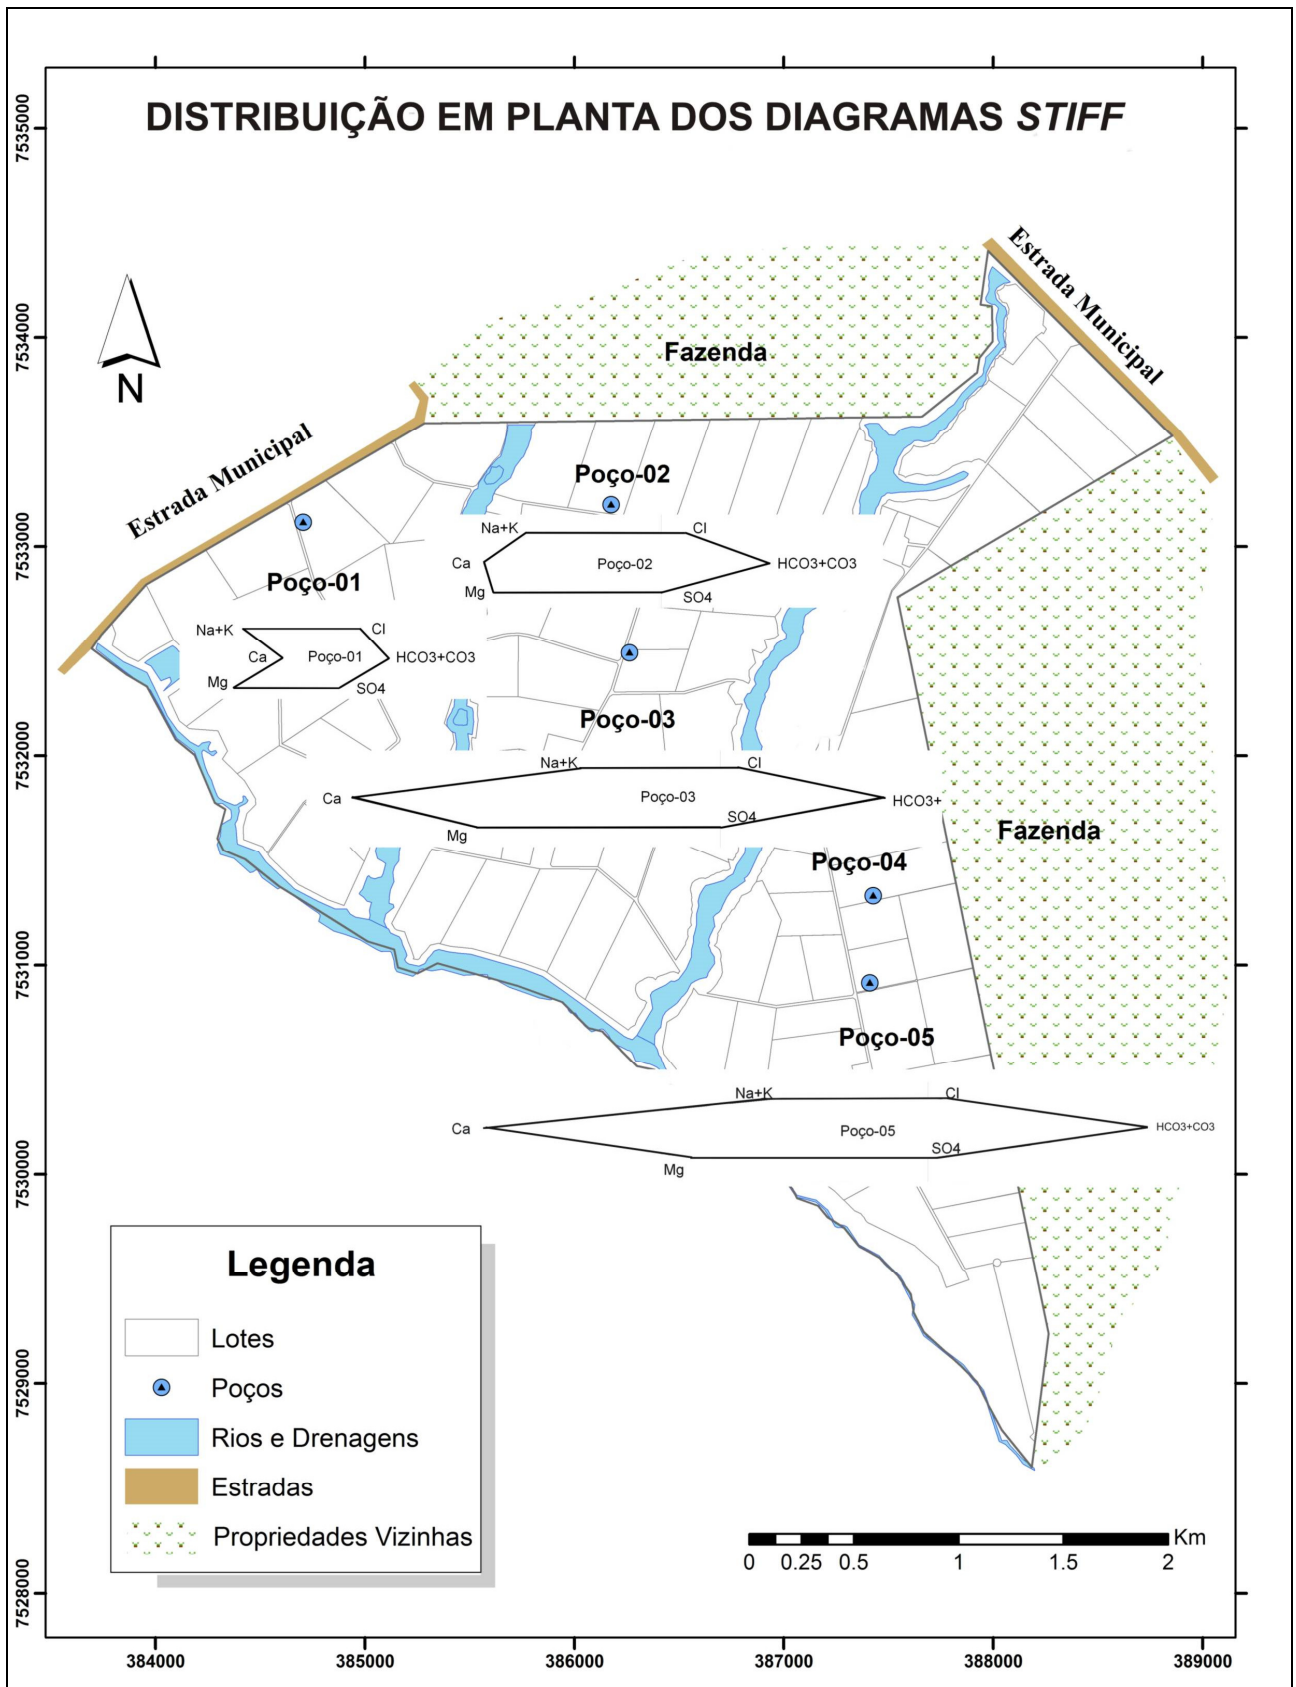 DISTRIBUIÇÃO EM PLANTA DOS DIAGRAMAS STIFF
7535000
7534000
7533000
7532000
7531000
7530000
7529000
7528000
N
Estrada Municipal
Fazenda
Estrada Municipal
Poço-02
Na+K
Cl
Ca
Poço-02
HCO3+CO3
Mg
SO4
Poço-01
Na+K
Cl
Ca
Poço-01
HCO3+CO3
Mg
SO4
Poço-03
Na+K
Cl
Ca
Poço-03
HCO3+
Mg
SO4
Fazenda
Poço-04
Poço-05
Na+K
Cl
Ca
Poço-05
HCO3+CO3
Mg
SO4
Legenda
Lotes
Poços
Rios e Drenagens
Estradas
Propriedades Vizinhas
Km
0 0.25 0.5 1 1.5 2
384000 385000 386000 387000 388000 389000